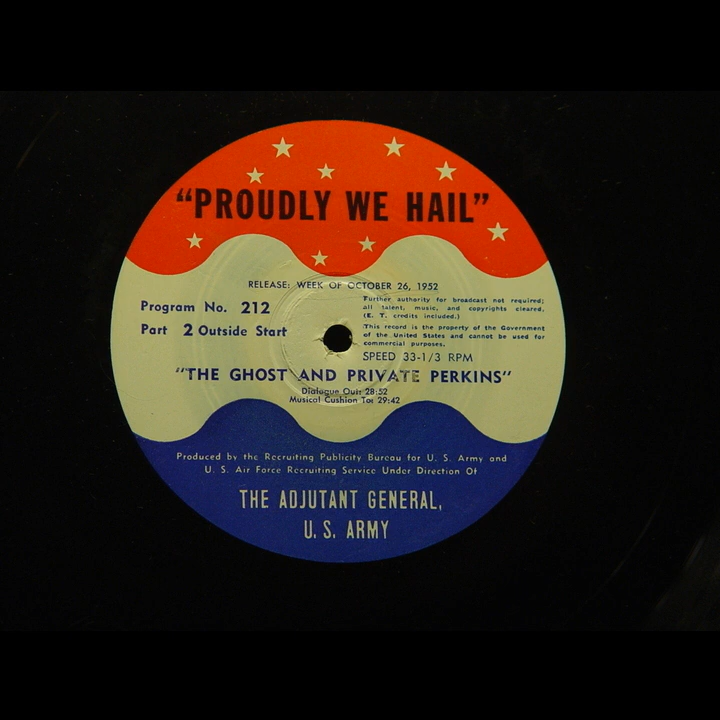 "PROUDLY WE HAIL"
RELEASE: WEEK OF OCTOBER 26, 1952
Program No. 212
Part 2 Outside Start
Further authority for broadcast not required;
all talent, music, and copyrights cleared.
(E. T. credits included.)
This record is the property of the Government
of the United States and cannot be used for
commercial purposes.
SPEED 33-1/3 RPM
"THE GHOST AND PRIVATE PERKINS"
Dialogue Out: 28:52
Musical Cushion To: 29:42
Produced by the Recruiting Publicity Bureau for U. S. Army and
U. S. Air Force Recruiting Service Under Direction Of
THE ADJUTANT GENERAL,
U. S. ARMY